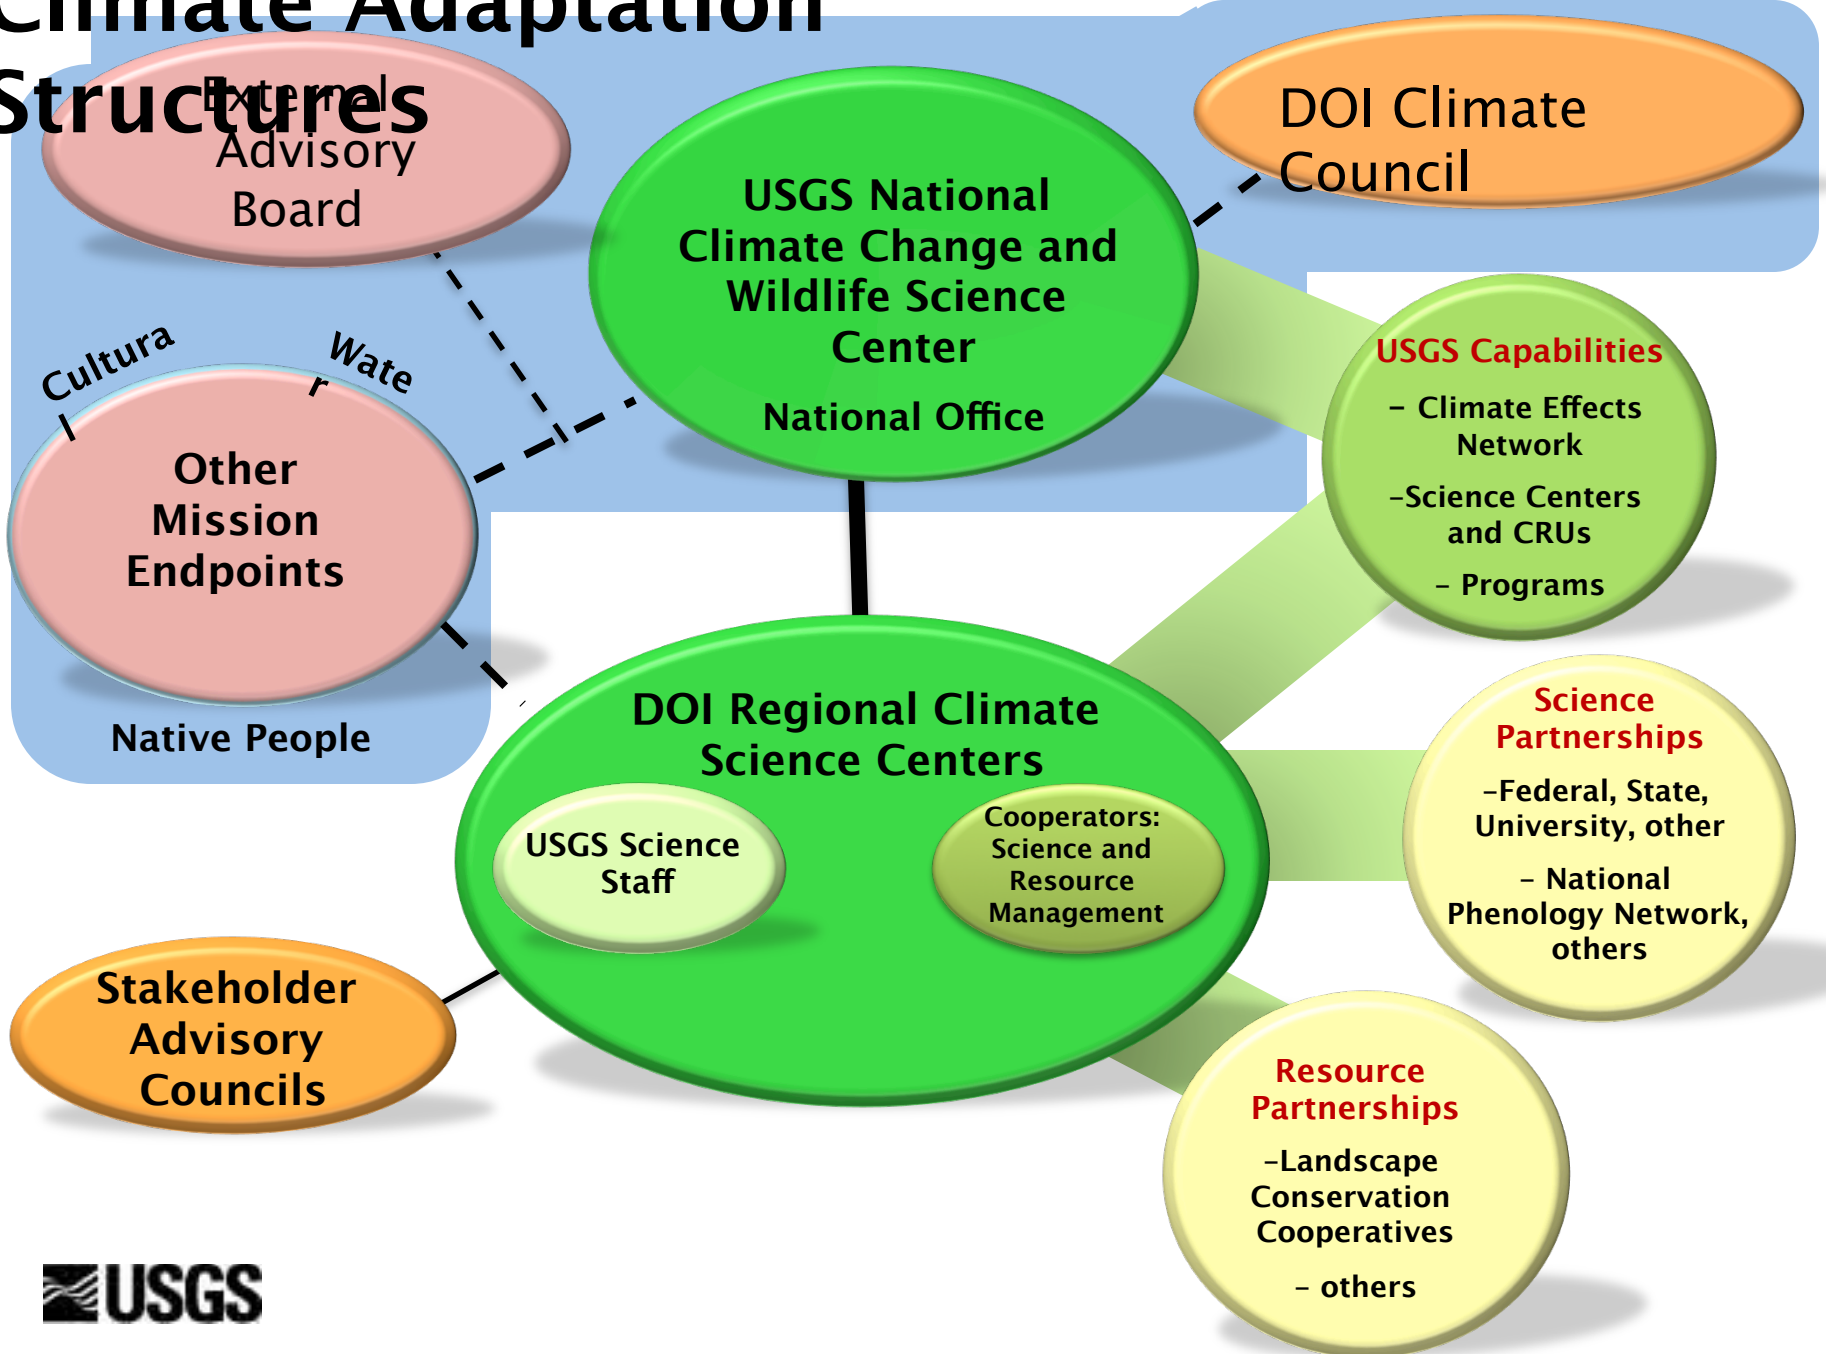 Climate Adaptation
Structures
External
Advisory
Board
DOI Climate
Council
USGS National
Climate Change and
Wildlife Science
Center
National Office
Cultura
l
Wate
r
Other
Mission
Endpoints
Native People
USGS Capabilities
– Climate Effects
Network
–Science Centers
and CRUs
– Programs
DOI Regional Climate
Science Centers
USGS Science
Staff
Cooperators:
Science and
Resource
Management
Science
Partnerships
–Federal, State,
University, other
– National
Phenology Network,
others
Stakeholder
Advisory
Councils
Resource
Partnerships
–Landscape
Conservation
Cooperatives
– others
USGS